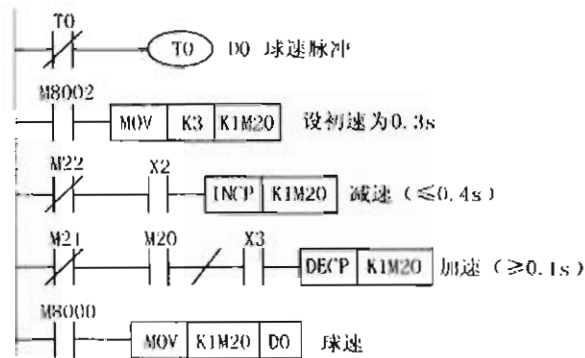 T0
T0 D0 球速脉冲
M8002
MOV K3 K1M20 设初速为0.3s
M22 X2
INCP K1M20 减速（≤0.4s）
M21 M20 X3
DECP K1M20 加速（≥0.1s）
M8000
MOV K1M20 D0 球速